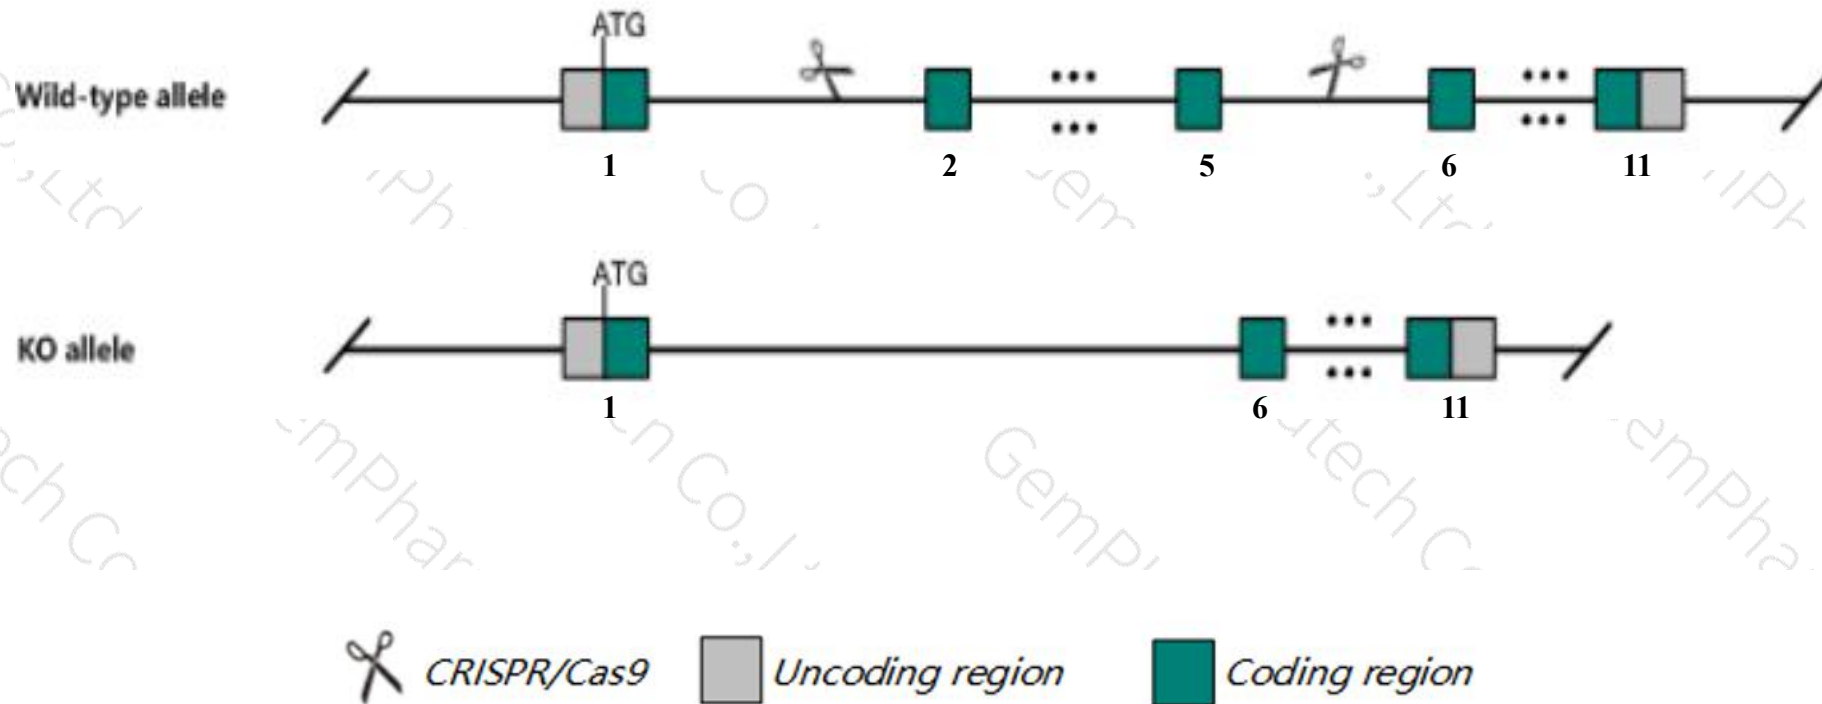 ATG
Wild-type allele
1 2 5 6 11
ATG
KO allele
1 6 11
CRISPR/Cas9 Uncoding region Coding region